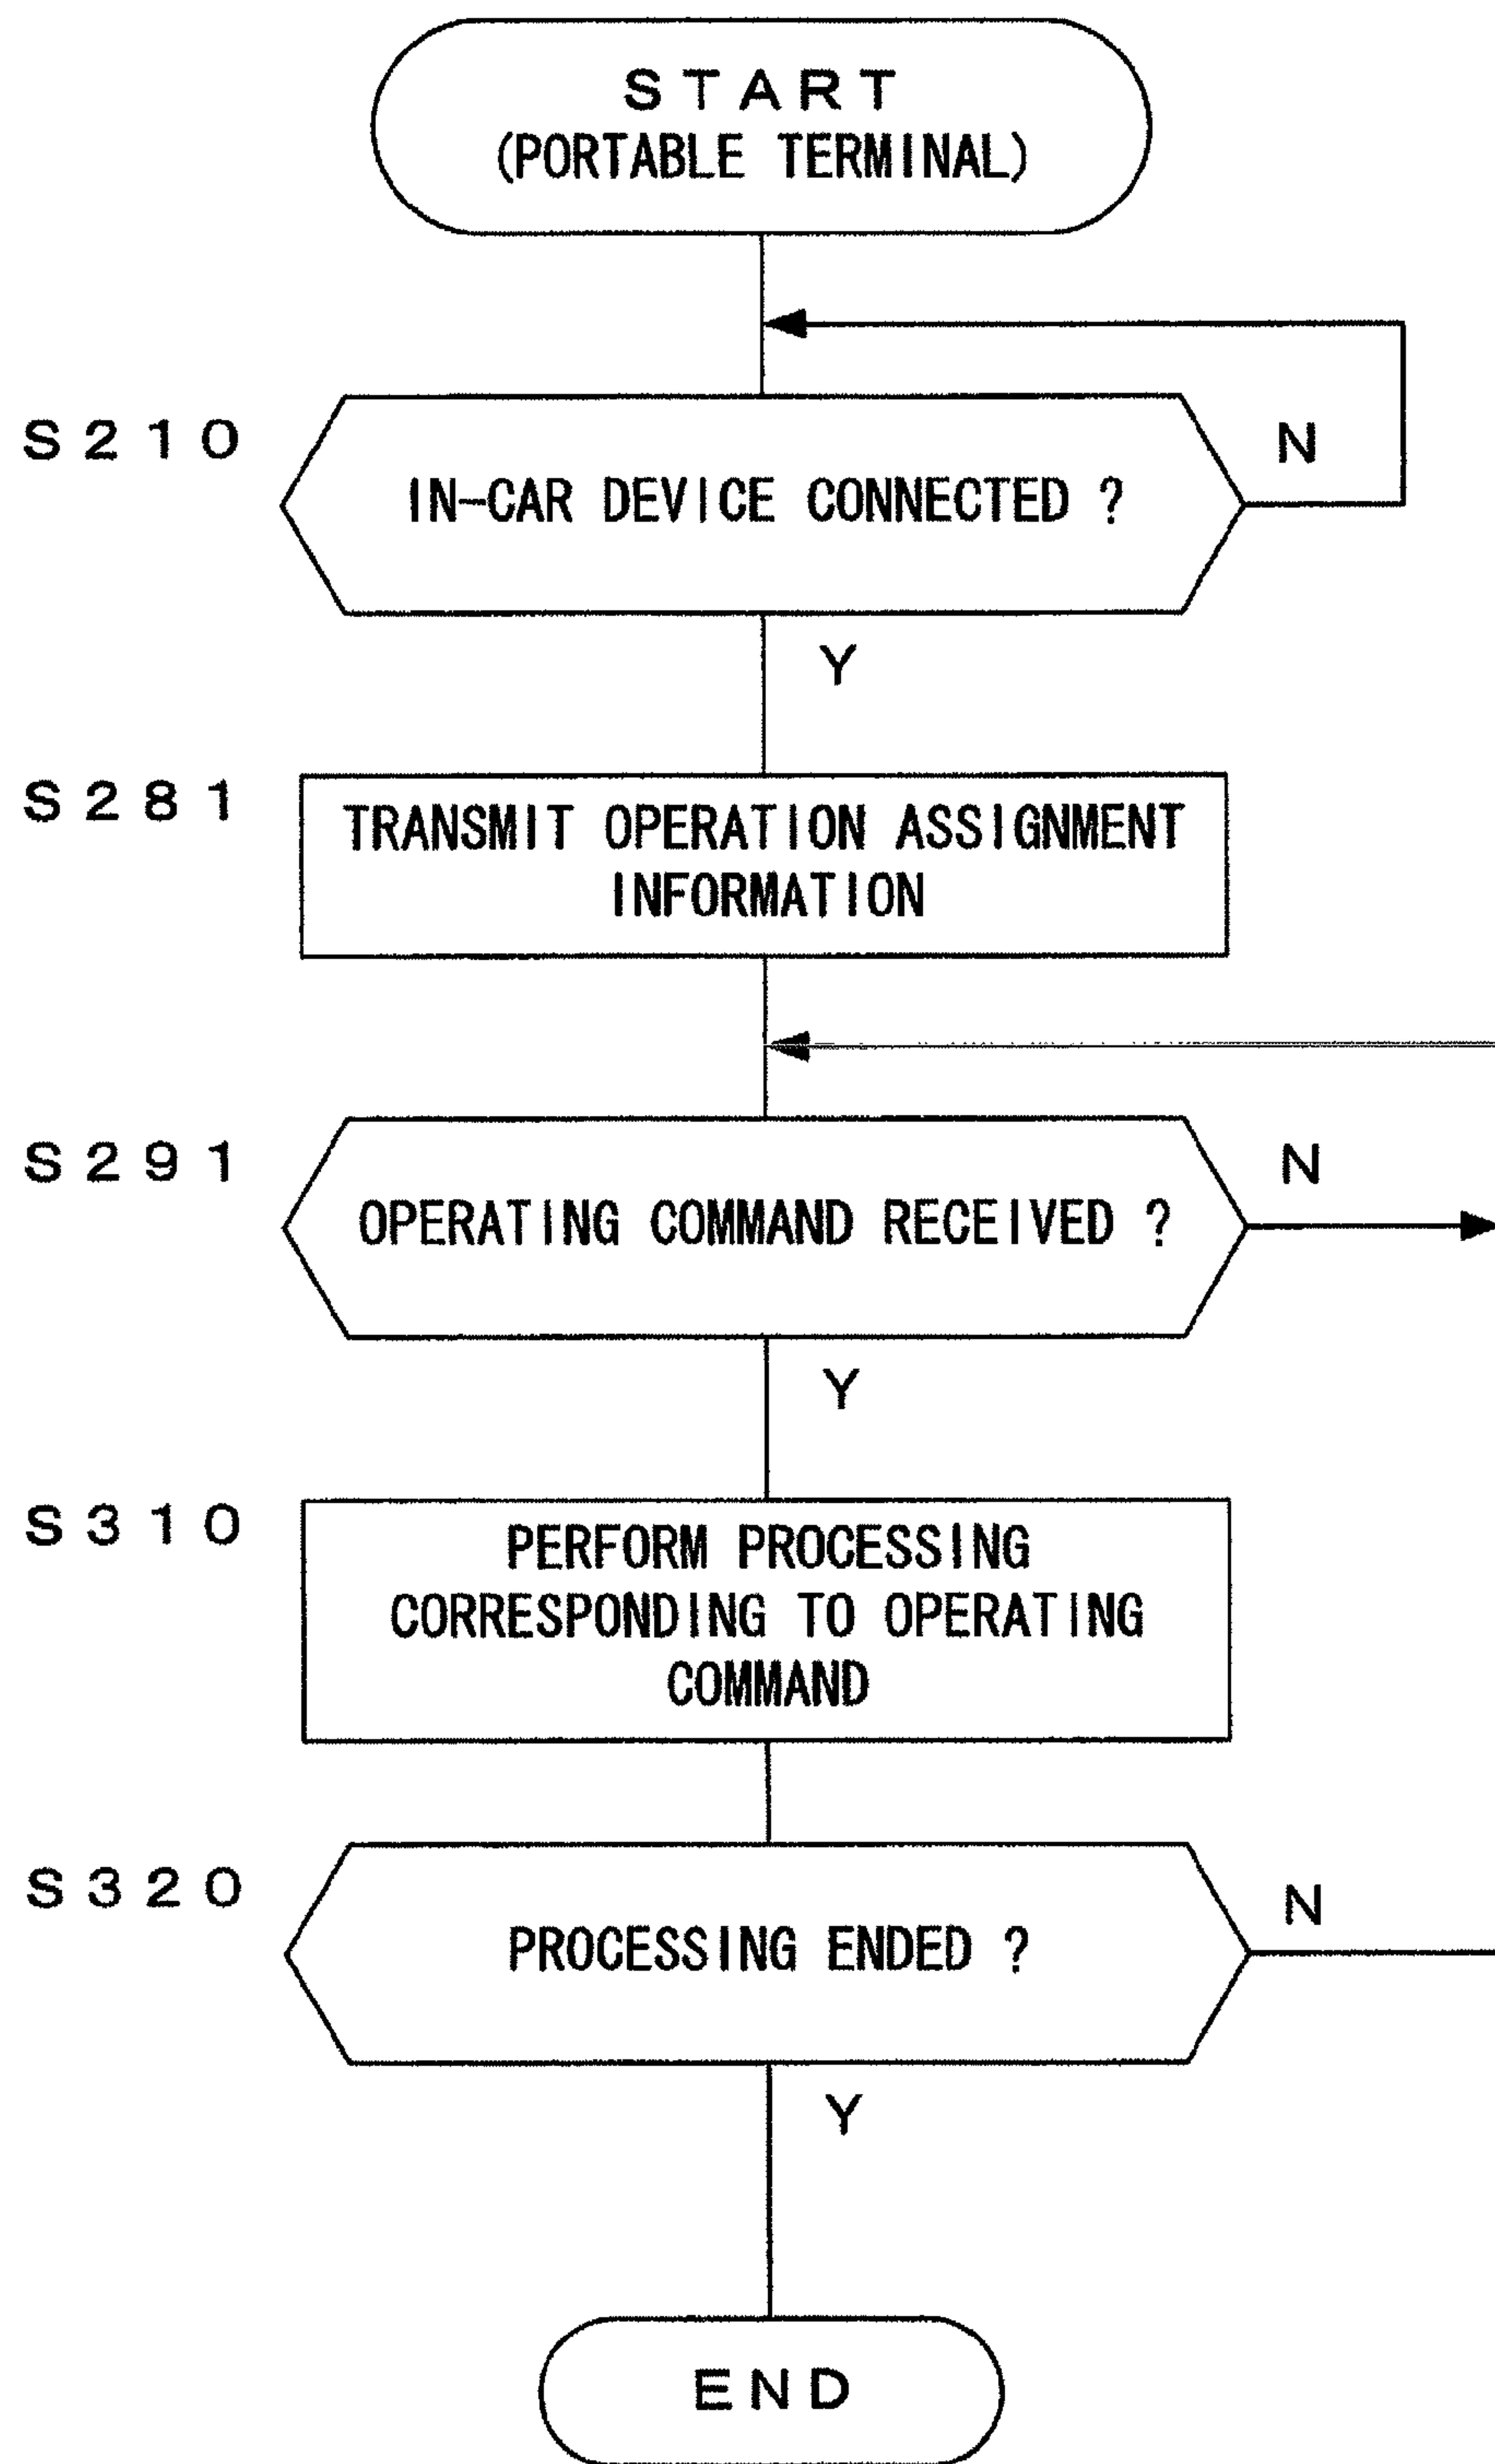 START
(PORTABLE TERMINAL)
S210
IN-CAR DEVICE CONNECTED ?
N
Y
S281
TRANSMIT OPERATION ASSIGNMENT
INFORMATION
S291
OPERATING COMMAND RECEIVED ?
N
Y
S310
PERFORM PROCESSING
CORRESPONDING TO OPERATING
COMMAND
S320
PROCESSING ENDED ?
N
Y
END